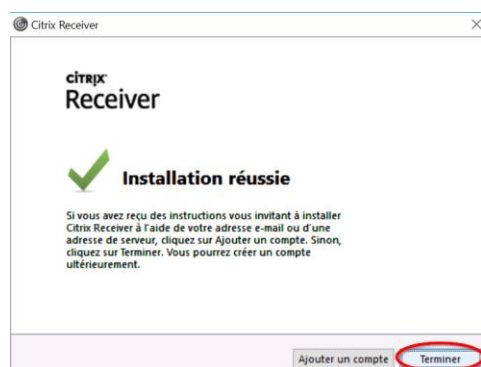 Citrix Receiver
citrix
Receiver
Installation réussie
Si vous avez reçu des instructions vous invitant à installer
Citrix Receiver à l'aide de votre adresse e-mail ou d'une
adresse de serveur, cliquez sur Ajouter un compte. Sinon,
cliquez sur Terminer. Vous pourrez créer un compte
ultérieurement.
Ajouter un compte Terminer